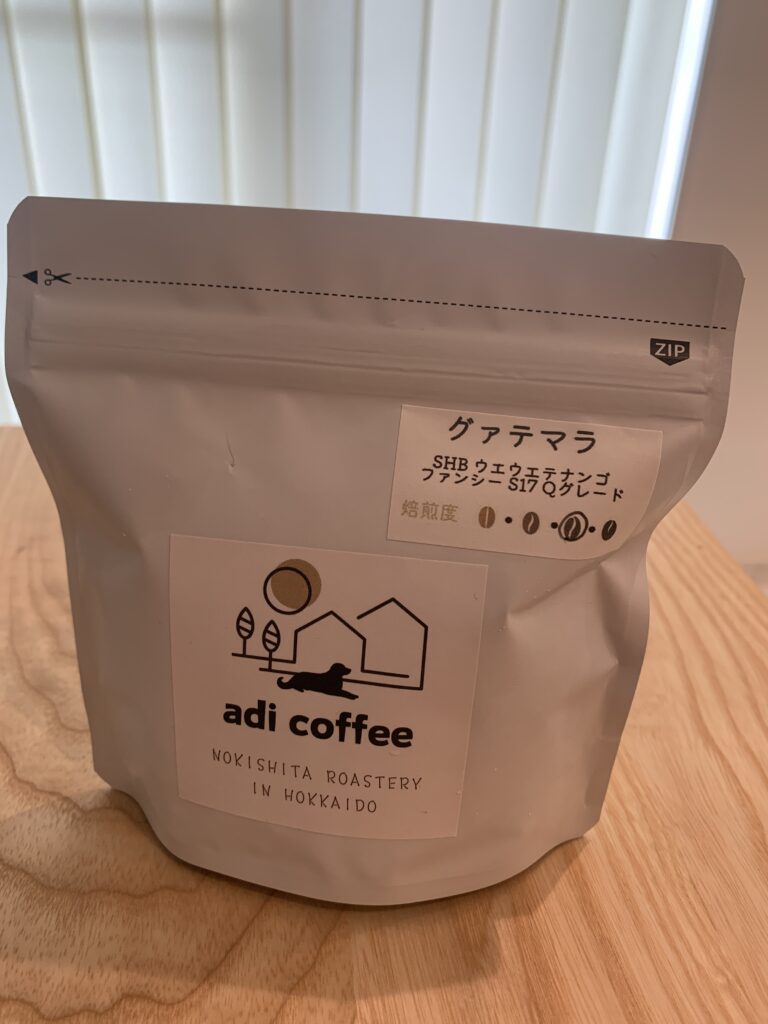 ZIP
グァテマラ
SHB ウエウエテナンゴ
ファンシー S17 Qグレード
焙煎度
adi coffee
NOKISHITA ROASTERY
IN HOKKAIDO